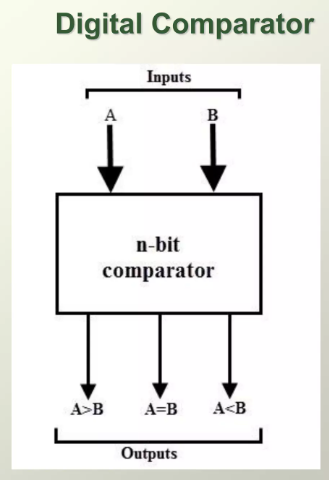 Digital Comparator
Inputs
A B
n-bit
comparator
A>B A=B A<B
Outputs